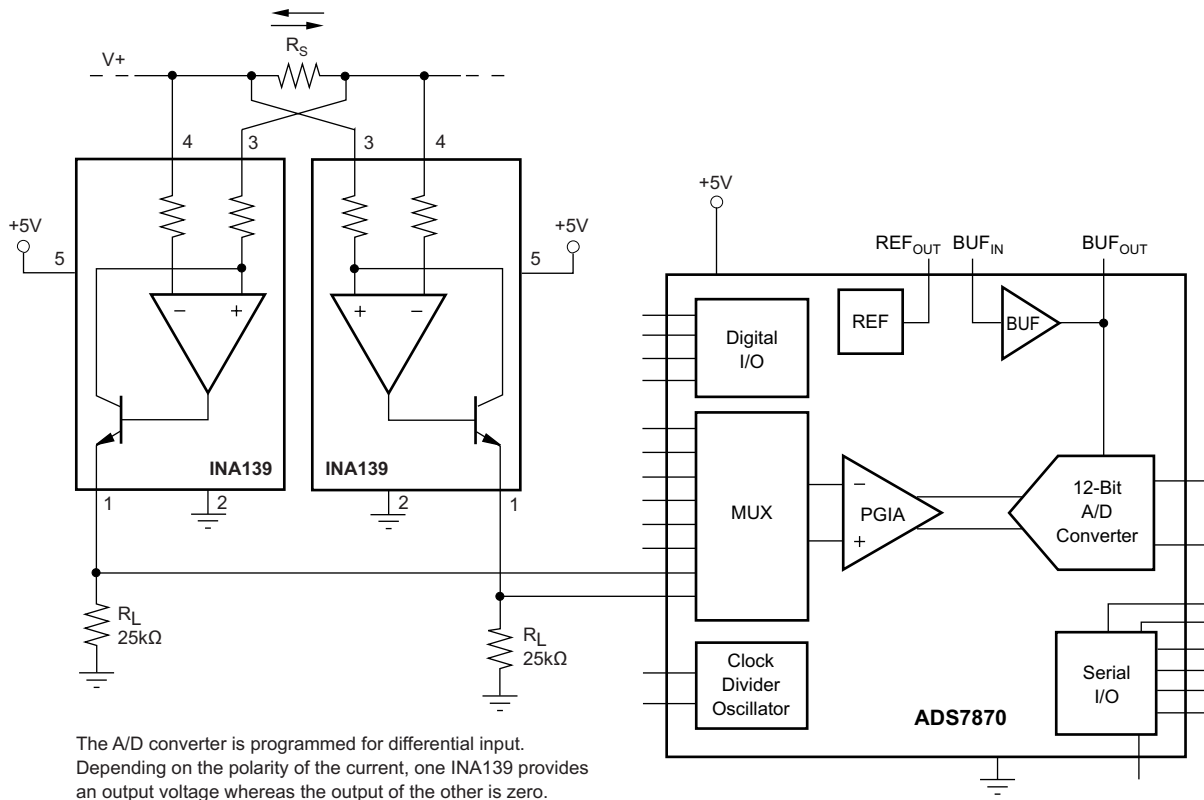 R_S
V+
4 3 3 4
+5V
5
5
+5V
− +
+ −
INA139
INA139
1
2
2
1
R_L
25kΩ
R_L
25kΩ
+5V
REF_OUT BUF_IN BUF_OUT
Digital
I/O
REF
BUF
MUX
−
PGIA
+
12-Bit
A/D
Converter
Clock
Divider
Oscillator
Serial
I/O
ADS7870
The A/D converter is programmed for differential input.
Depending on the polarity of the current, one INA139 provides
an output voltage whereas the output of the other is zero.